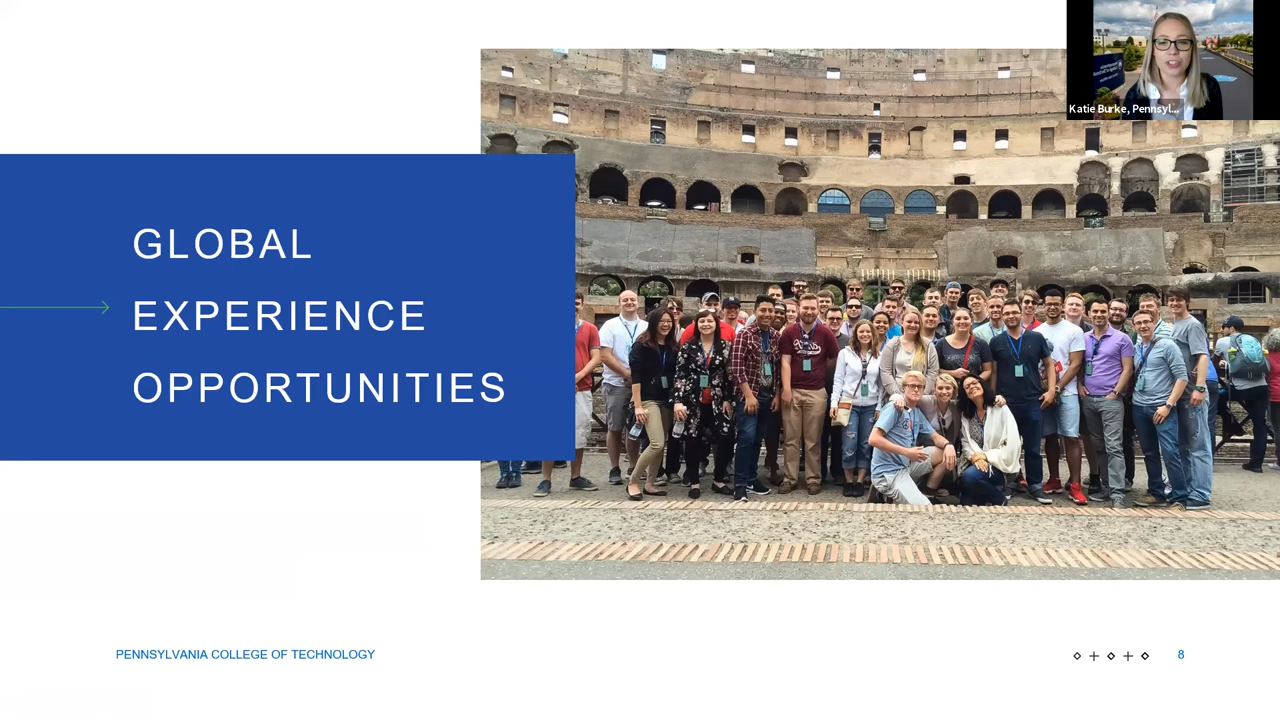 Katie Burke, Pennsyl...
GLOBAL
EXPERIENCE
OPPORTUNITIES
PENNSYLVANIA COLLEGE OF TECHNOLOGY
8